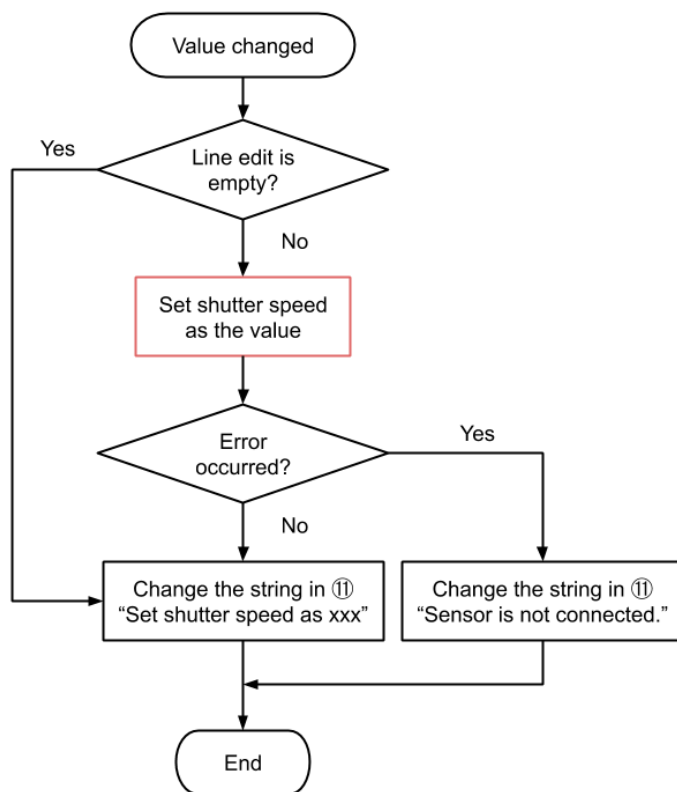 Value changed
Yes
Line edit is
empty?
No
Set shutter speed
as the value
Error
occurred?
Yes
No
Change the string in ⑪
“Set shutter speed as xxx”
Change the string in ⑪
“Sensor is not connected.”
End